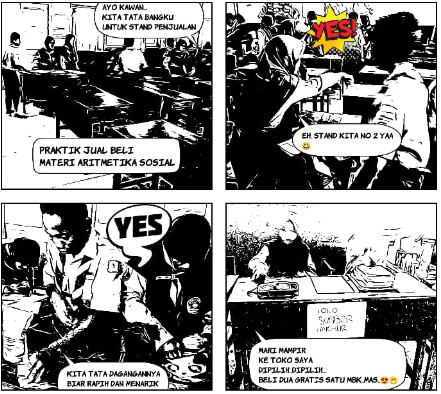 AYO KAWAN..
KITA TATA BANGKU
UNTUK STAND PENJUALAN
PRAKTIK JUAL BELI
MATERI ARITMETIKA SOSIAL
YES!
EH, STAND KITA NO 2 YAA
😀
YES
KITA TATA DAGANGANNYA
BIAR RAPIH DAN MENARIK
TOKO
SUMBER
MAKMUR
MARI MAMPIR
KE TOKO SAYA
DIPILIH..DIPILIH...
BELI DUA GRATIS SATU MBK..MAS..😍😁